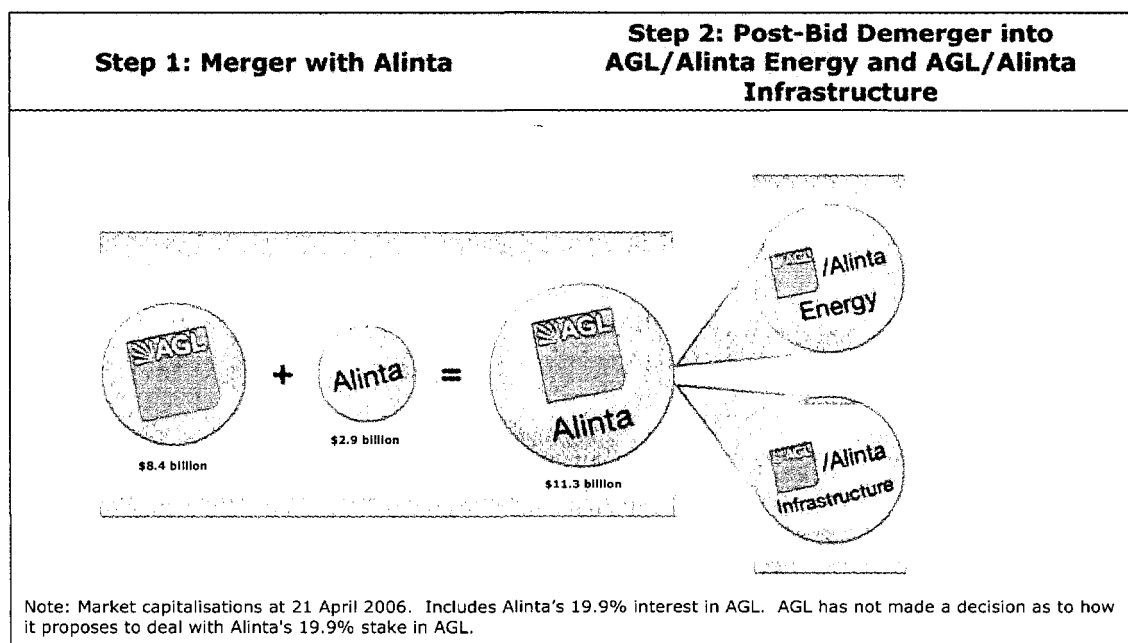 Step 1: Merger with Alinta
Step 2: Post-Bid Demerger into
AGL/Alinta Energy and AGL/Alinta
Infrastructure
AGL
+
Alinta
=
AGL
Alinta
$8.4 billion
$2.9 billion
$11.3 billion
AGL /Alinta
Energy
AGL /Alinta
Infrastructure
Note: Market capitalisations at 21 April 2006. Includes Alinta's 19.9% interest in AGL. AGL has not made a decision as to how
it proposes to deal with Alinta's 19.9% stake in AGL.